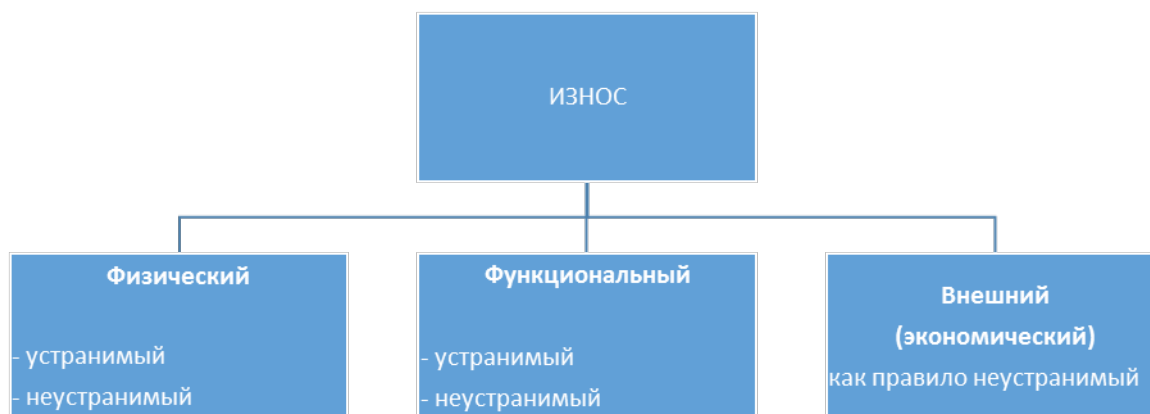 ИЗНОС
Физический
- устранимый
- неустранимый
Функциональный
- устранимый
- неустранимый
Внешний
(экономический)
как правило неустранимый